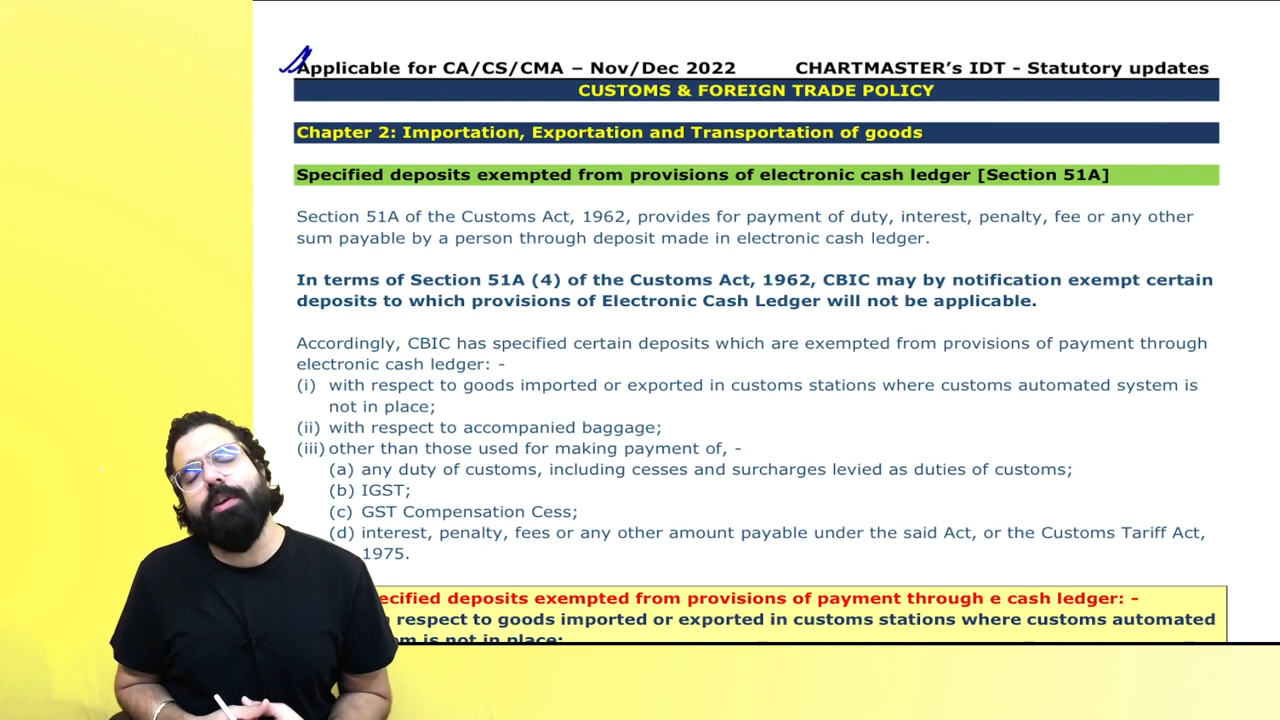 Applicable for CA/CS/CMA – Nov/Dec 2022 CHARTMASTER’s IDT - Statutory updates
CUSTOMS & FOREIGN TRADE POLICY
Chapter 2: Importation, Exportation and Transportation of goods
Specified deposits exempted from provisions of electronic cash ledger [Section 51A]
Section 51A of the Customs Act, 1962, provides for payment of duty, interest, penalty, fee or any other
sum payable by a person through deposit made in electronic cash ledger.
In terms of Section 51A (4) of the Customs Act, 1962, CBIC may by notification exempt certain
deposits to which provisions of Electronic Cash Ledger will not be applicable.
Accordingly, CBIC has specified certain deposits which are exempted from provisions of payment through
electronic cash ledger: -
(i) with respect to goods imported or exported in customs stations where customs automated system is
not in place;
(ii) with respect to accompanied baggage;
(iii) other than those used for making payment of, -
(a) any duty of customs, including cesses and surcharges levied as duties of customs;
(b) IGST;
(c) GST Compensation Cess;
(d) interest, penalty, fees or any other amount payable under the said Act, or the Customs Tariff Act,
1975.
deposits exempted from provisions of payment through e cash ledger: -
respect to goods imported or exported in customs stations where customs automated
is not in place;